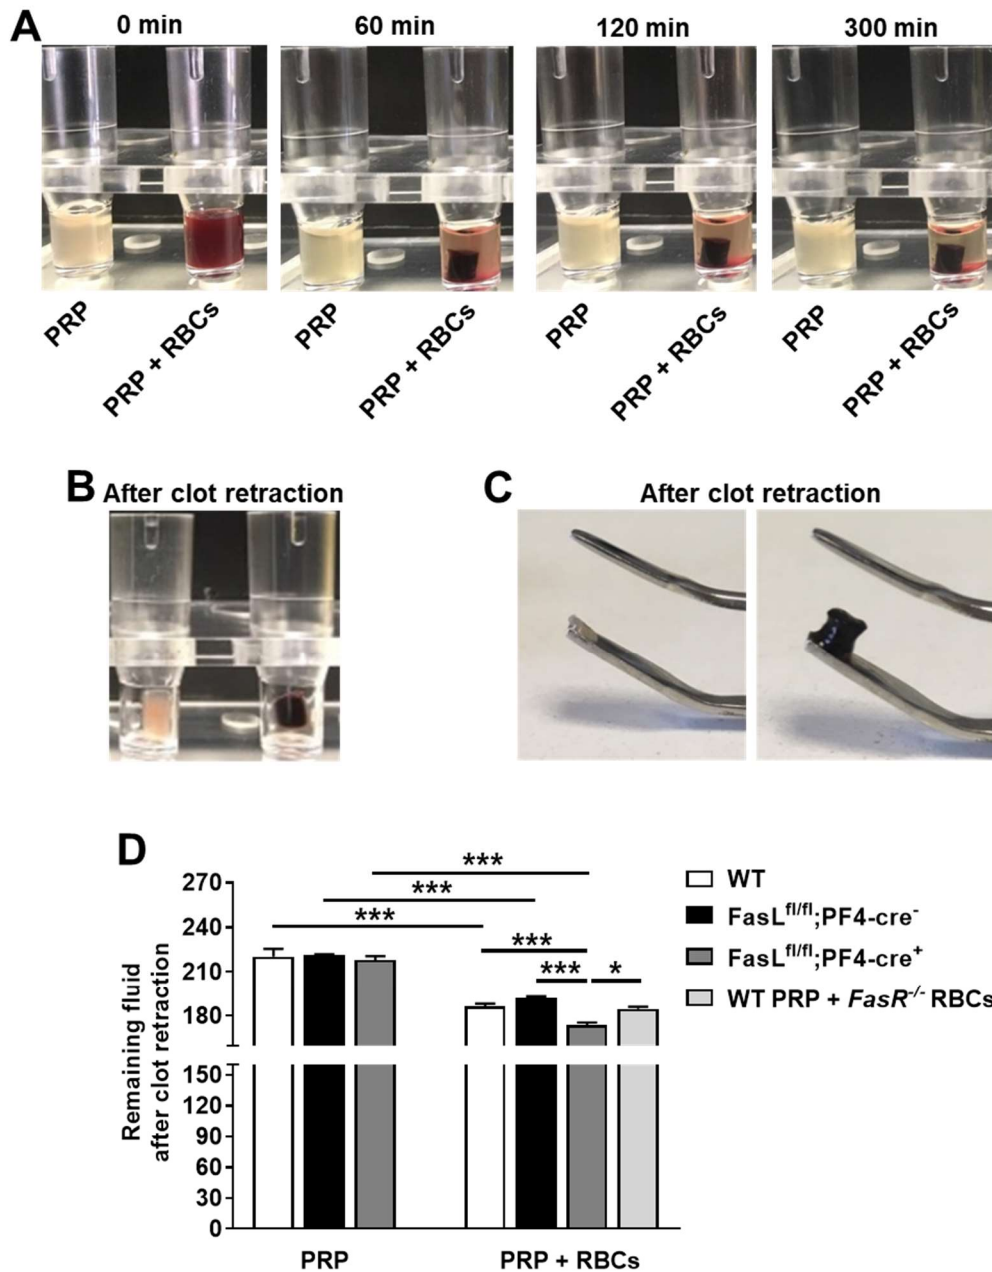 A
0 min
60 min
120 min
300 min
PRP
PRP + RBCs
PRP
PRP + RBCs
PRP
PRP + RBCs
PRP
PRP + RBCs
B
After clot retraction
C
After clot retraction
D
Remaining fluid
after clot retraction
270
240
210
180
150
120
90
60
30
0
***
***
***
***
***
*
PRP
PRP + RBCs
WT
FasL^fl/fl;PF4-cre^-
FasL^fl/fl;PF4-cre^+
WT PRP + FasR^-/- RBCs